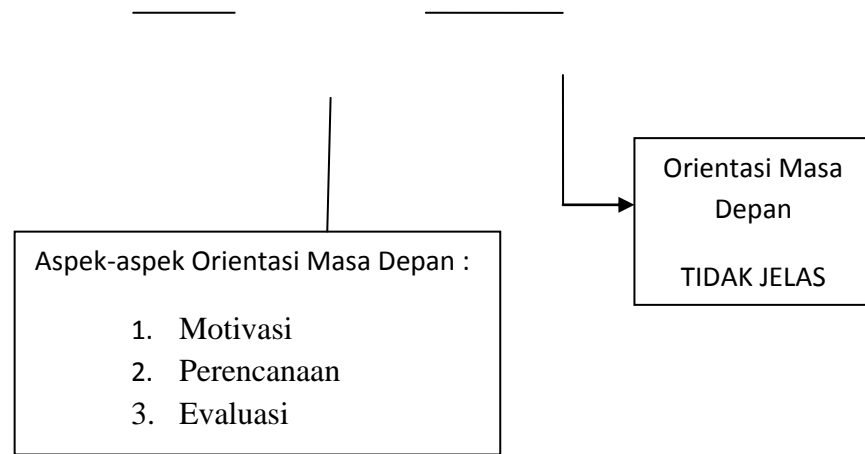 Orientasi Masa
Depan
TIDAK JELAS
Aspek-aspek Orientasi Masa Depan :
1. Motivasi
2. Perencanaan
3. Evaluasi